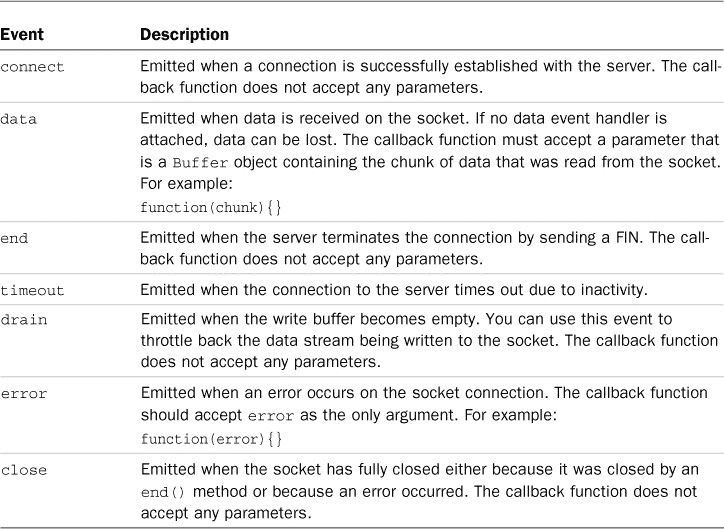 Event Description
connect Emitted when a connection is successfully established with the server. The call-
back function does not accept any parameters.
data Emitted when data is received on the socket. If no data event handler is
attached, data can be lost. The callback function must accept a parameter that
is a Buffer object containing the chunk of data that was read from the socket.
For example:
function(chunk){}
end Emitted when the server terminates the connection by sending a FIN. The call-
back function does not accept any parameters.
timeout Emitted when the connection to the server times out due to inactivity.
drain Emitted when the write buffer becomes empty. You can use this event to
throttle back the data stream being written to the socket. The callback function
does not accept any parameters.
error Emitted when an error occurs on the socket connection. The callback function
should accept error as the only argument. For example:
function(error){}
close Emitted when the socket has fully closed either because it was closed by an
end() method or because an error occurred. The callback function does not
accept any parameters.